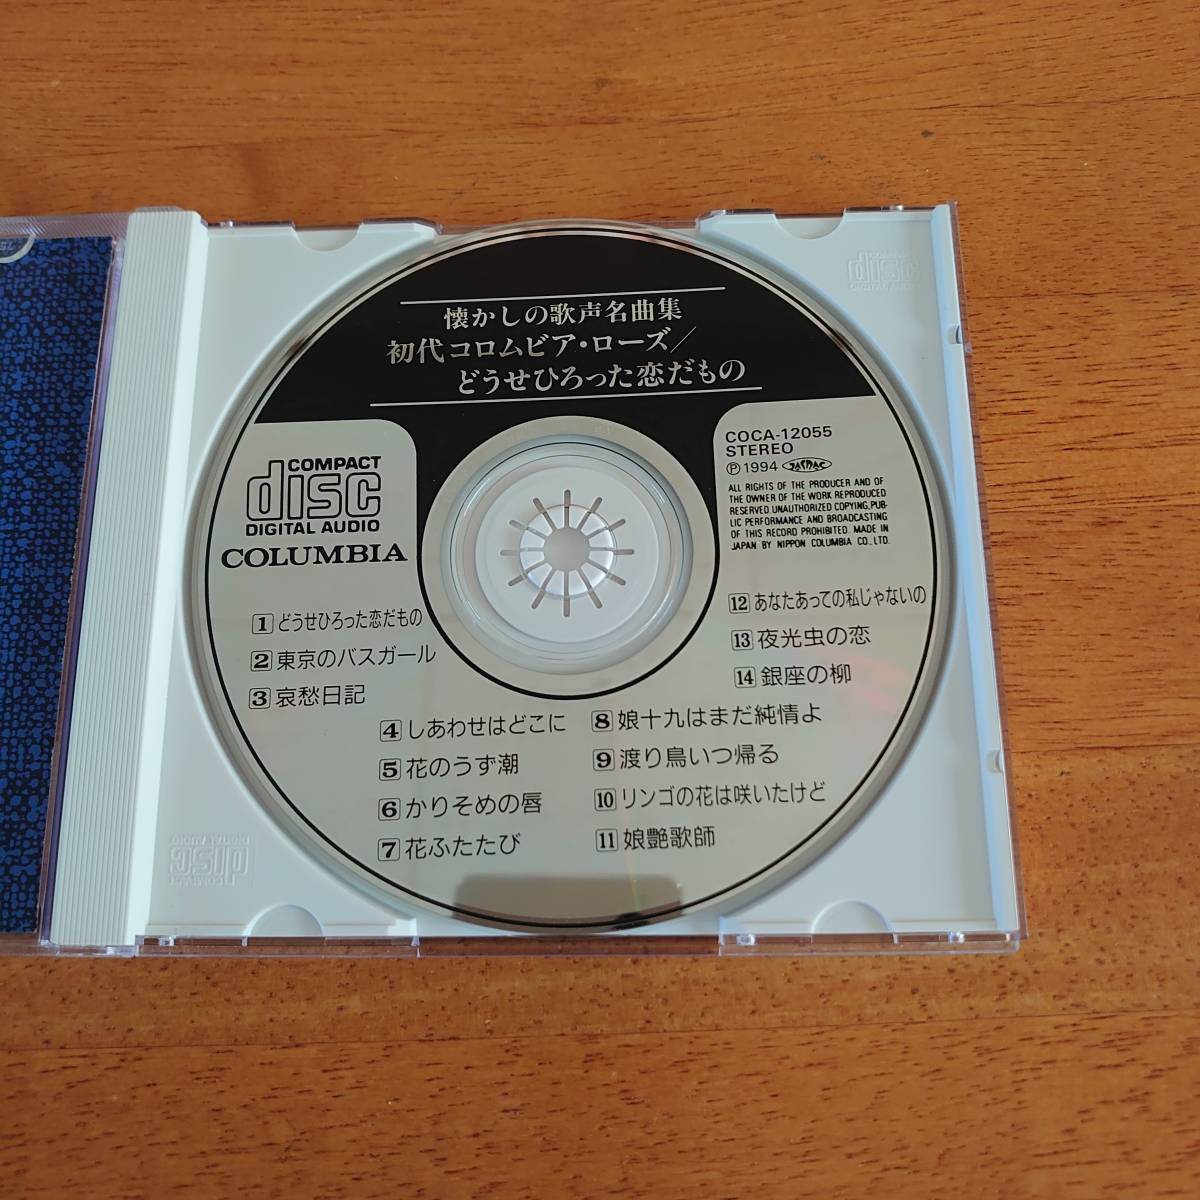 懐かしの歌声名曲集
初代コロムビア・ローズ／
どうせひろった恋だもの
COMPACT
disc
DIGITAL AUDIO
COLUMBIA
COCA-12055
STEREO
Ⓟ 1994 JASRAC
ALL RIGHTS OF THE PRODUCER AND OF
THE OWNER OF THE WORK REPRODUCED
RESERVED. UNAUTHORIZED COPYING, PUB-
LIC PERFORMANCE AND BROADCASTING
OF THIS RECORD PROHIBITED. MADE IN
JAPAN BY NIPPON COLUMBIA CO., LTD.
1 どうせひろった恋だもの
2 東京のバスガール
3 哀愁日記
4 しあわせはどこに
5 花のうず潮
6 かりそめの唇
7 花ふたたび
8 娘十九はまだ純情よ
9 渡り鳥いつ帰る
10 リンゴの花は咲いたけど
11 娘艶歌師
12 あなたあっての私じゃないの
13 夜光虫の恋
14 銀座の柳
COMPACT
disc
DIGITAL AUDIO
COMPACT
disc
DIGITAL AUDIO